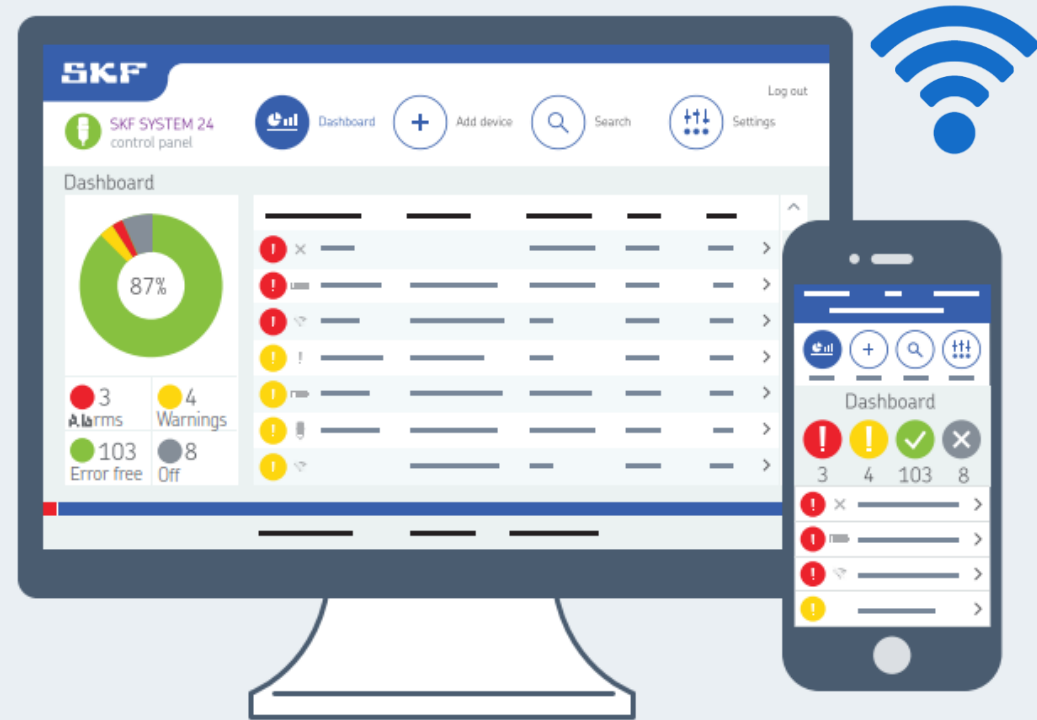 SKF
Log out
SKF SYSTEM 24
control panel
Dashboard
Add device
Search
Settings
Dashboard
87%
3
Alarms
4
Warnings
103
Error free
8
Off
Dashboard
3 4 103 8